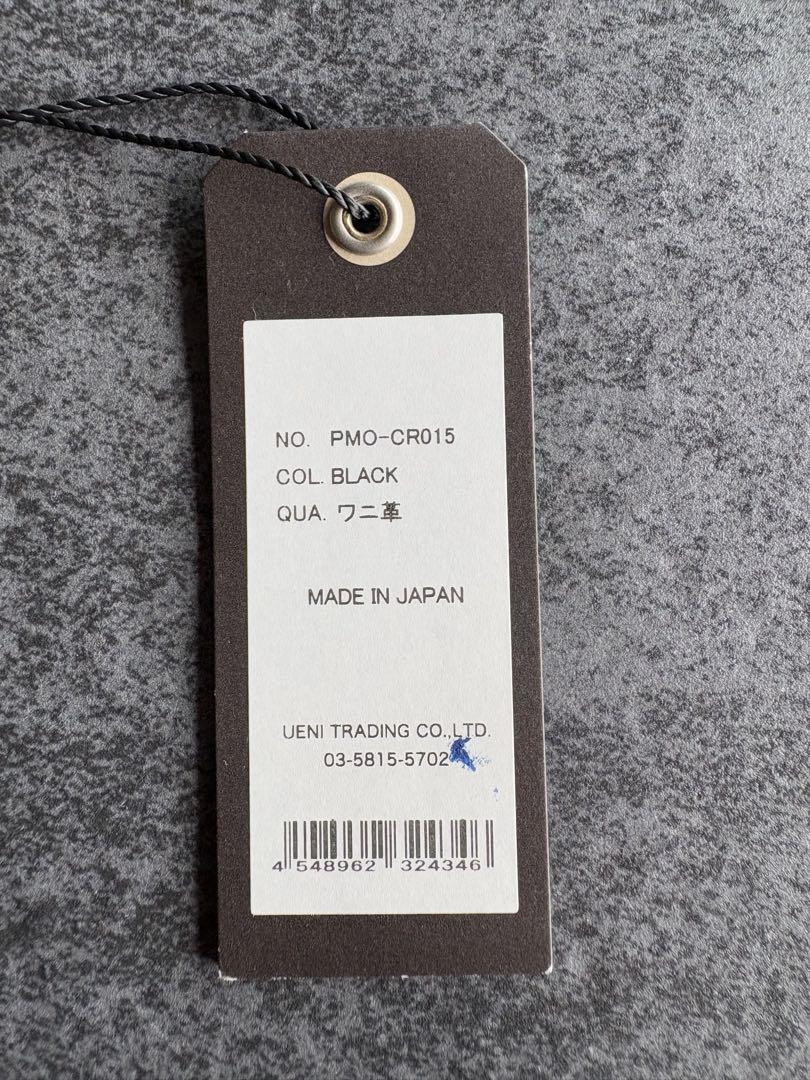 NO. PMO-CR015
COL. BLACK
QUA. ワニ革
MADE IN JAPAN
UENI TRADING CO.,LTD.
03-5815-5702
4 548962 324346